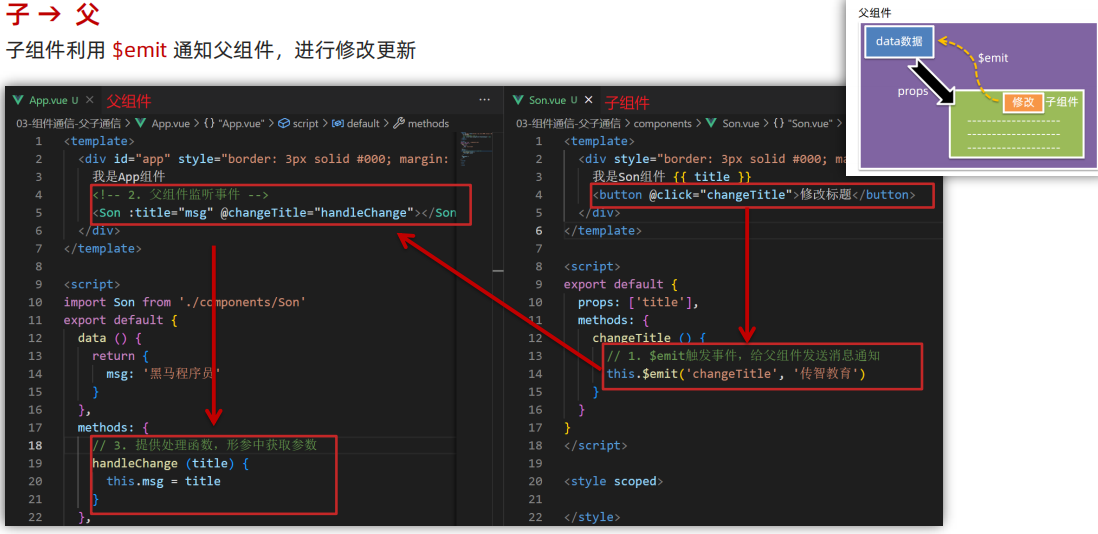 子 → 父
子组件利用 $emit 通知父组件，进行修改更新
父组件
data数据
$emit
props
修改
子组件
App.vue U ×
父组件
···
03-组件通信-父子通信 > App.vue > {} "App.vue" > script > default > methods
1 <template>
2 <div id="app" style="border: 3px solid #000; margin:
3 我是App组件
4 <!-- 2. 父组件监听事件 -->
5 <Son :title="msg" @changeTitle="handleChange"></Son
6 </div>
7 </template>
8
9 <script>
10 import Son from './components/Son'
11 export default {
12 data () {
13 return {
14 msg: '黑马程序员'
15 }
16 },
17 methods: {
18 // 3. 提供处理函数，形参中获取参数
19 handleChange (title) {
20 this.msg = title
21 }
22 },
Son.vue U ×
子组件
03-组件通信-父子通信 > components > Son.vue > {} "Son.vue" >
1 <template>
2 <div style="border: 3px solid #000; ma
3 我是Son组件 {{ title }}
4 <button @click="changeTitle">修改标题</button>
5 </div>
6 </template>
7
8 <script>
9 export default {
10 props: ['title'],
11 methods: {
12 changeTitle () {
13 // 1. $emit触发事件，给父组件发送消息通知
14 this.$emit('changeTitle', '传智教育')
15 }
16 }
17 }
18 </script>
19
20 <style scoped>
21
22 </style>